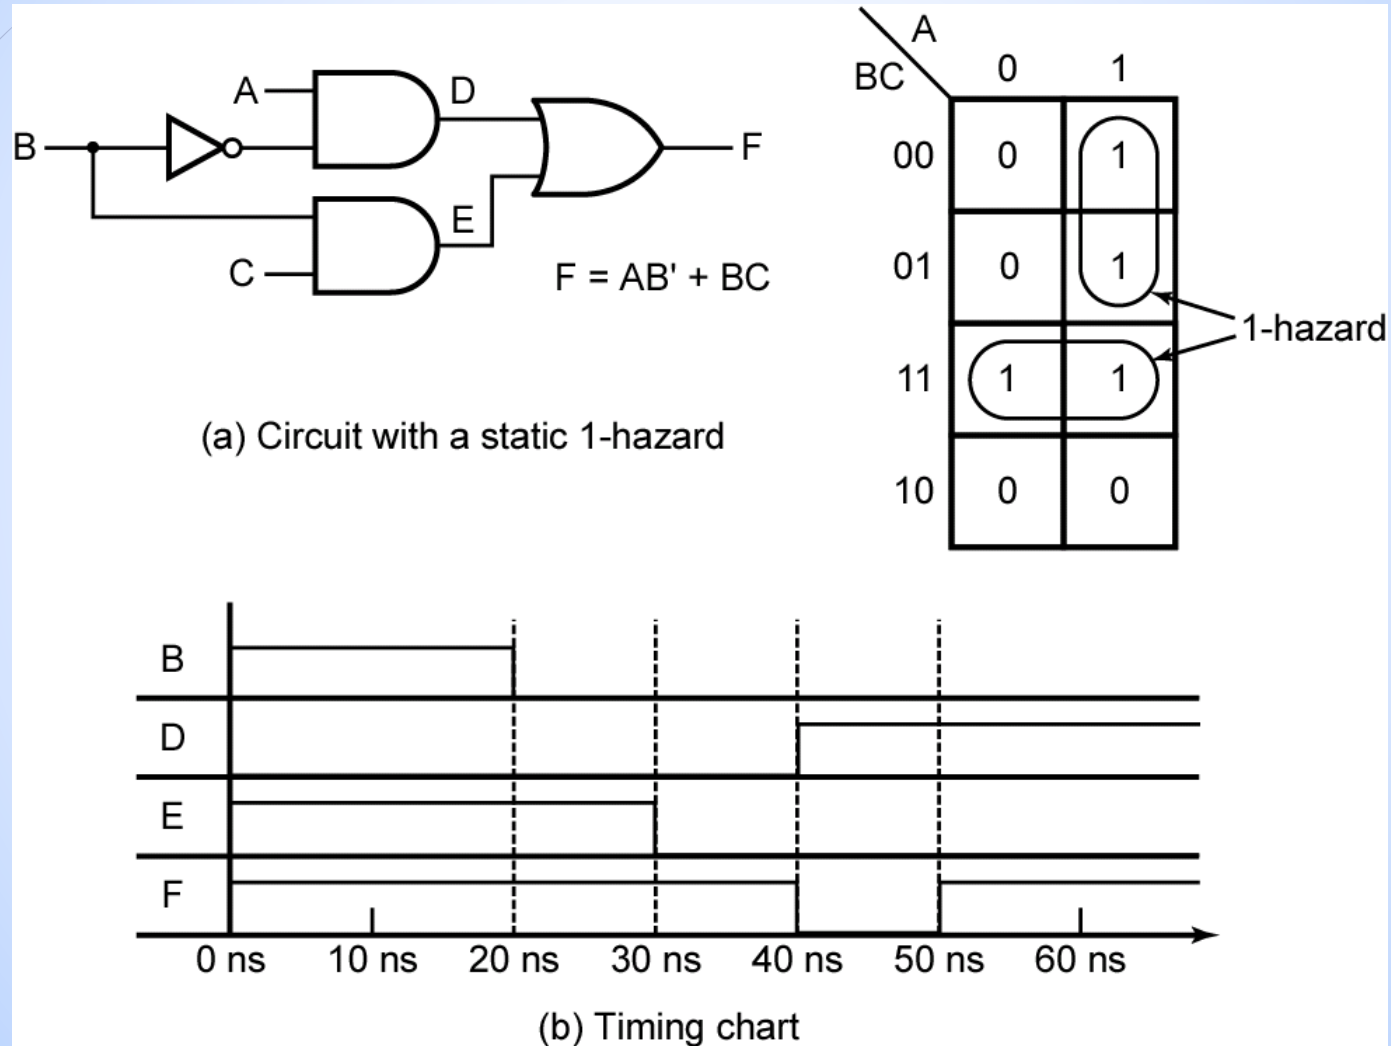 A
D
B
F
E
C
F = AB' + BC
(a) Circuit with a static 1-hazard
A
BC
0 1
00 0 1
01 0 1
1-hazard
11 1 1
10 0 0
B
D
E
F
0 ns 10 ns 20 ns 30 ns 40 ns 50 ns 60 ns
(b) Timing chart